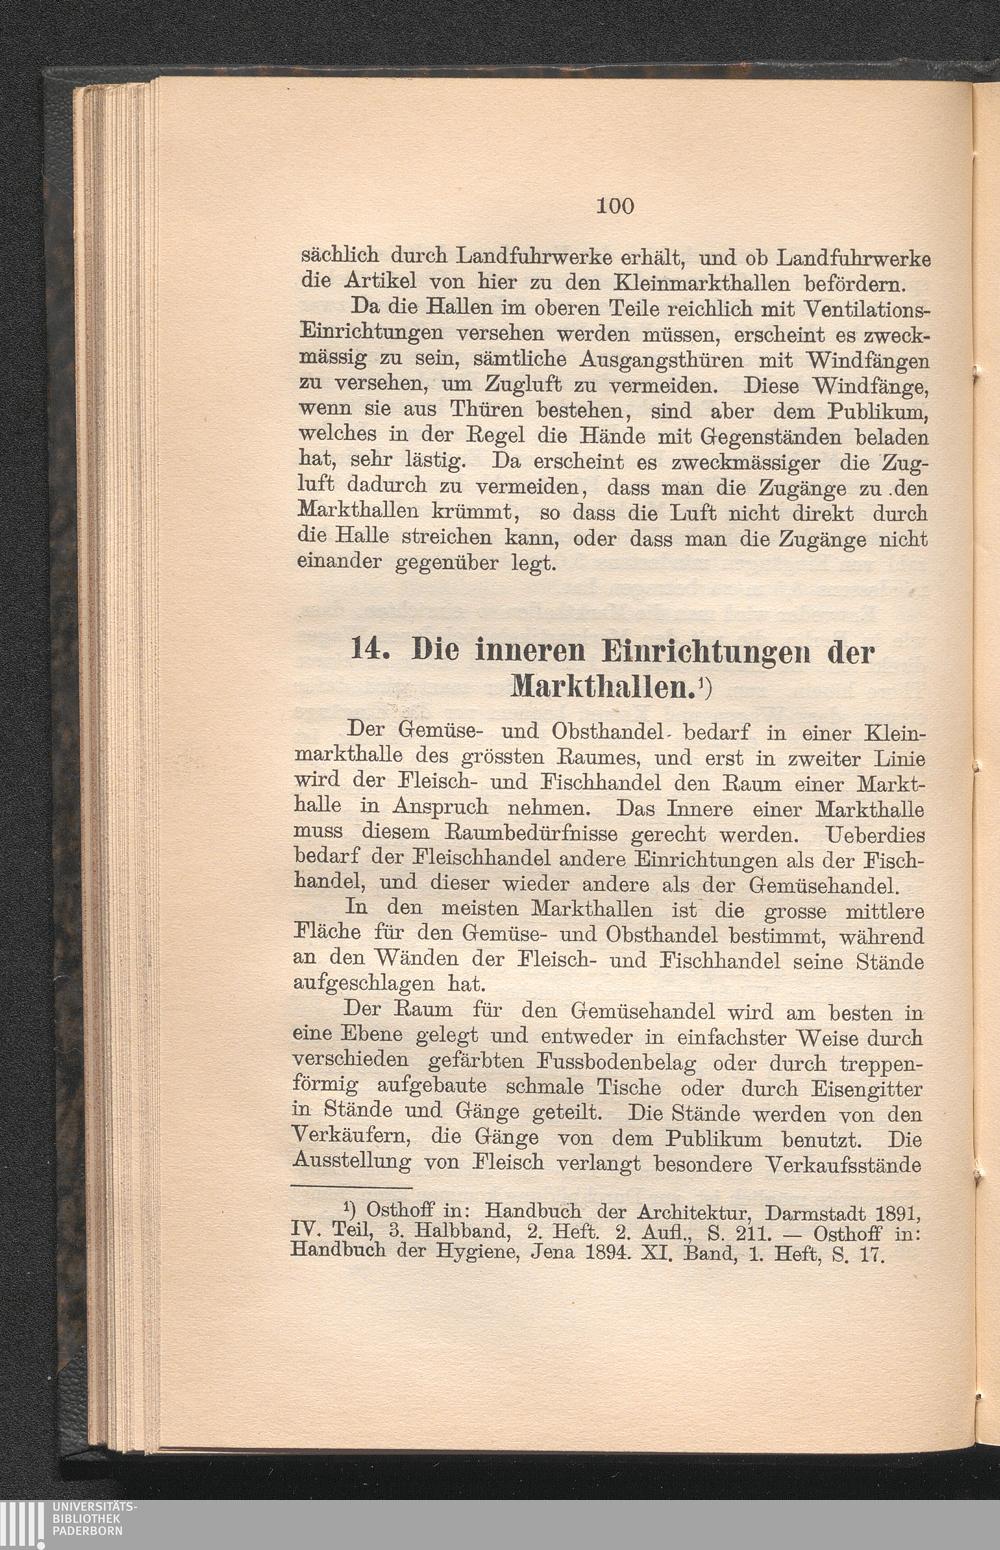 100
sächlich durch Landfuhrwerke erhält, und ob Landfuhrwerke
die Artikel von hier zu den Kleinmarkthallen befördern.
Da die Hallen im oberen Teile reichlich mit Ventilations-
Einrichtungen versehen werden müssen, erscheint es zweck-
mässig zu sein, sämtliche Ausgangsthüren mit Windfängen
zu versehen, um Zugluft zu vermeiden. Diese Windfänge,
wenn sie aus Thüren bestehen, sind aber dem Publikum,
welches in der Regel die Hände mit Gegenständen beladen
hat, sehr lästig. Da erscheint es zweckmässiger die Zug-
luft dadurch zu vermeiden, dass man die Zugänge zu den
Markthallen krümmt, so dass die Luft nicht direkt durch
die Halle streichen kann, oder dass man die Zugänge nicht
einander gegenüber legt.
14. Die inneren Einrichtungen der
Markthallen.¹)
Der Gemüse- und Obsthandel bedarf in einer Klein-
markthalle des grössten Raumes, und erst in zweiter Linie
wird der Fleisch- und Fischhandel den Raum einer Markt-
halle in Anspruch nehmen. Das Innere einer Markthalle
muss diesem Raumbedürfnisse gerecht werden. Ueberdies
bedarf der Fleischhandel andere Einrichtungen als der Fisch-
handel, und dieser wieder andere als der Gemüsehandel.
In den meisten Markthallen ist die grosse mittlere
Fläche für den Gemüse- und Obsthandel bestimmt, während
an den Wänden der Fleisch- und Fischhandel seine Stände
aufgeschlagen hat.
Der Raum für den Gemüsehandel wird am besten in
eine Ebene gelegt und entweder in einfachster Weise durch
verschieden gefärbten Fussbodenbelag oder durch treppen-
förmig aufgebaute schmale Tische oder durch Eisengitter
in Stände und Gänge geteilt. Die Stände werden von den
Verkäufern, die Gänge von dem Publikum benutzt. Die
Ausstellung von Fleisch verlangt besondere Verkaufsstände
¹) Osthoff in: Handbuch der Architektur, Darmstadt 1891,
IV. Teil, 3. Halbband, 2. Heft. 2. Aufl., S. 211. — Osthoff in:
Handbuch der Hygiene, Jena 1894. XI. Band, 1. Heft, S. 17.
UNIVERSITÄTS-
BIBLIOTHEK
PADERBORN